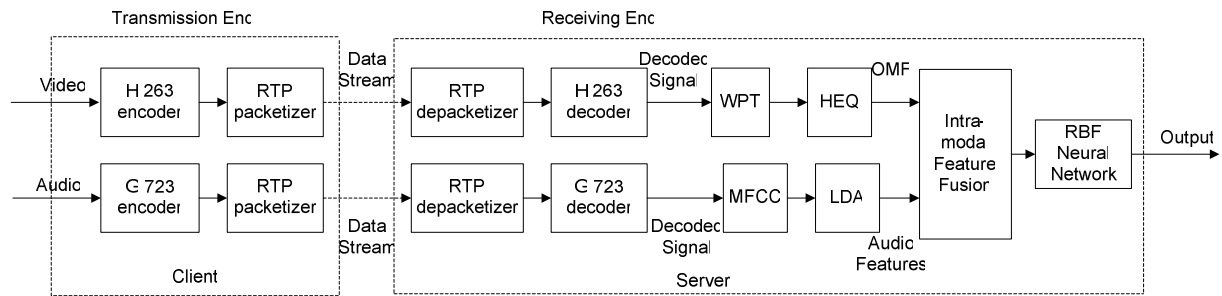 Transmission Enc
Receiving Enc
Video
H 263
encoder
RTP
packetizer
Data
Stream
RTP
depacketizer
H 263
decoder
Decodec
Signal
WPT
HEQ
OMF
Audio
G 723
encoder
RTP
packetizer
Data
Stream
RTP
depacketizer
G 723
decoder
Decodec
Signal
MFCC
LDA
Audio
Features
Intra-
moda
Feature
Fusior
RBF
Neural
Network
Output
Client
Server